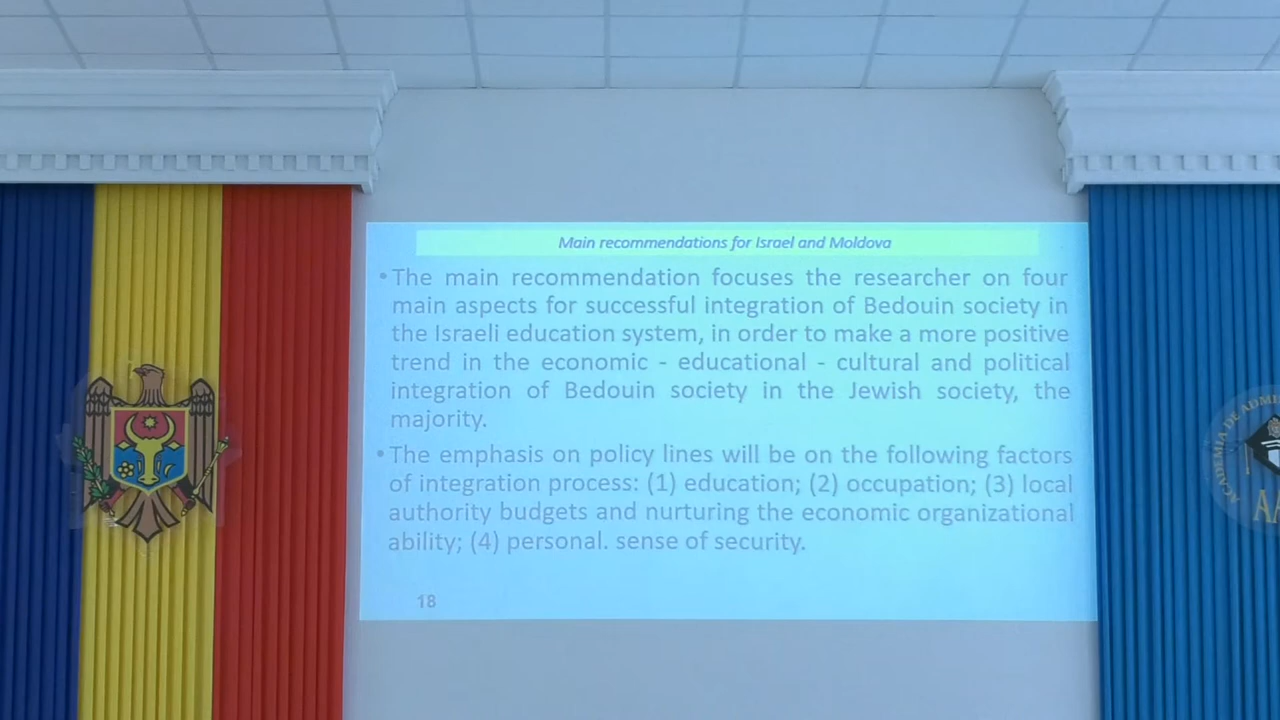 Main recommendations for Israel and Moldova
• The main recommendation focuses the researcher on four
main aspects for successful integration of Bedouin society in
the Israeli education system, in order to make a more positive
trend in the economic - educational - cultural and political
integration of Bedouin society in the Jewish society, the
majority.
• The emphasis on policy lines will be on the following factors
of integration process: (1) education; (2) occupation; (3) local
authority budgets and nurturing the economic organizational
ability; (4) personal. sense of security.
18
ACADEMIA DE ADMI